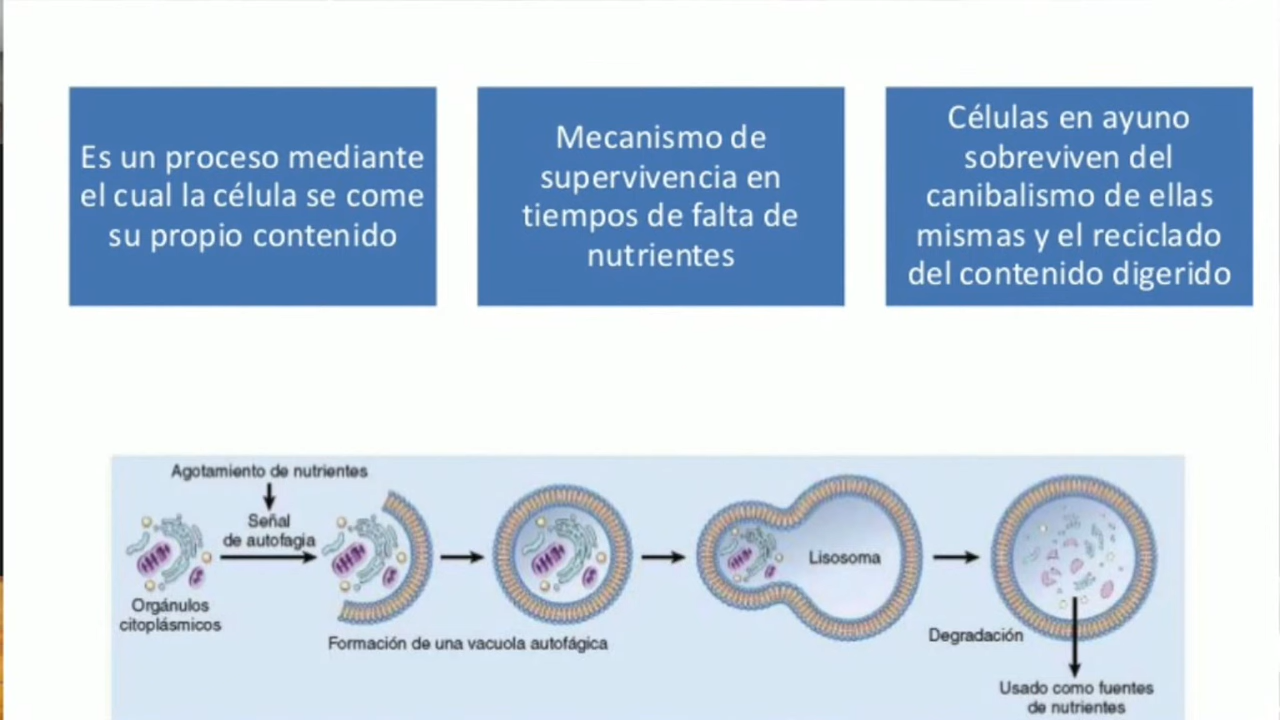 Es un proceso mediante
el cual la célula se come
su propio contenido
Mecanismo de
supervivencia en
tiempos de falta de
nutrientes
Células en ayuno
sobreviven del
canibalismo de ellas
mismas y el reciclado
del contenido digerido
Agotamiento de nutrientes
Señal
de autofagia
Orgánulos
citoplásmicos
Formación de una vacuola autofágica
Lisosoma
Degradación
Usado como fuentes
de nutrientes